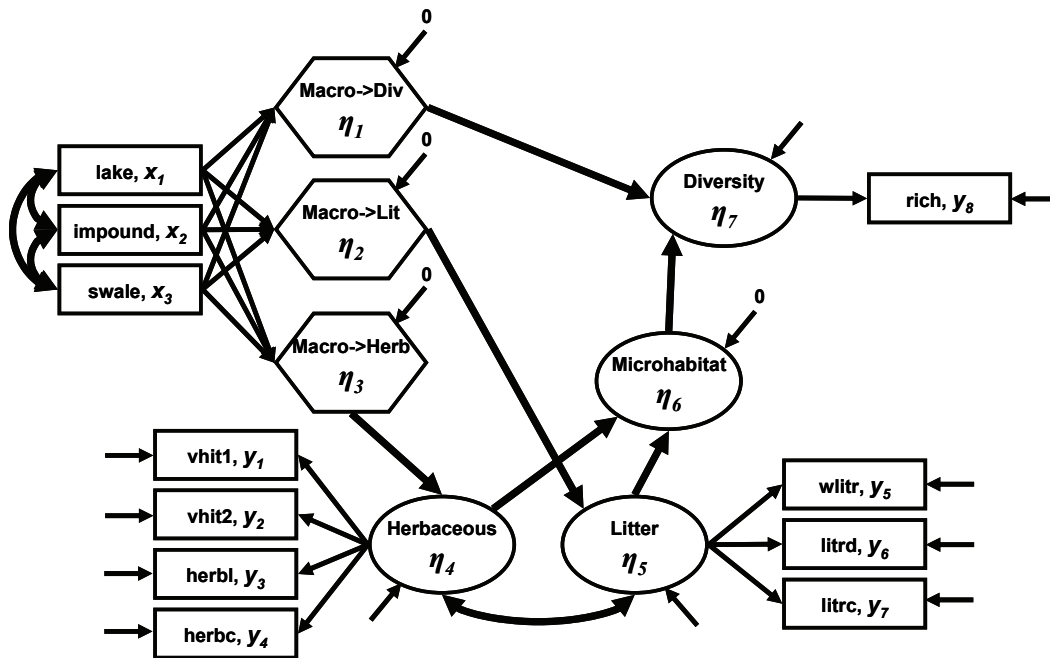 0
Macro->Div
η1
lake, x1
impound, x2
swale, x3
0
Macro->Lit
η2
0
Macro->Herb
η3
Diversity
η7
rich, y8
0
Microhabitat
η6
vhit1, y1
vhit2, y2
herbl, y3
herbc, y4
Herbaceous
η4
Litter
η5
wlitr, y5
litrd, y6
litrc, y7